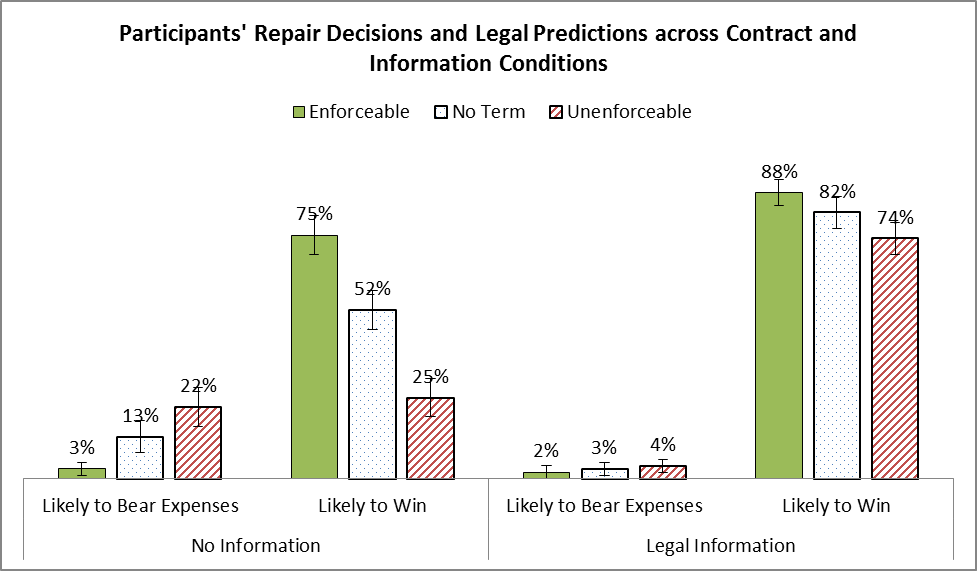 Participants' Repair Decisions and Legal Predictions across Contract and
Information Conditions
Enforceable No Term Unenforceable
3%
13%
22%
75%
52%
25%
2%
3%
4%
88%
82%
74%
Likely to Bear Expenses Likely to Win Likely to Bear Expenses Likely to Win
No Information Legal Information